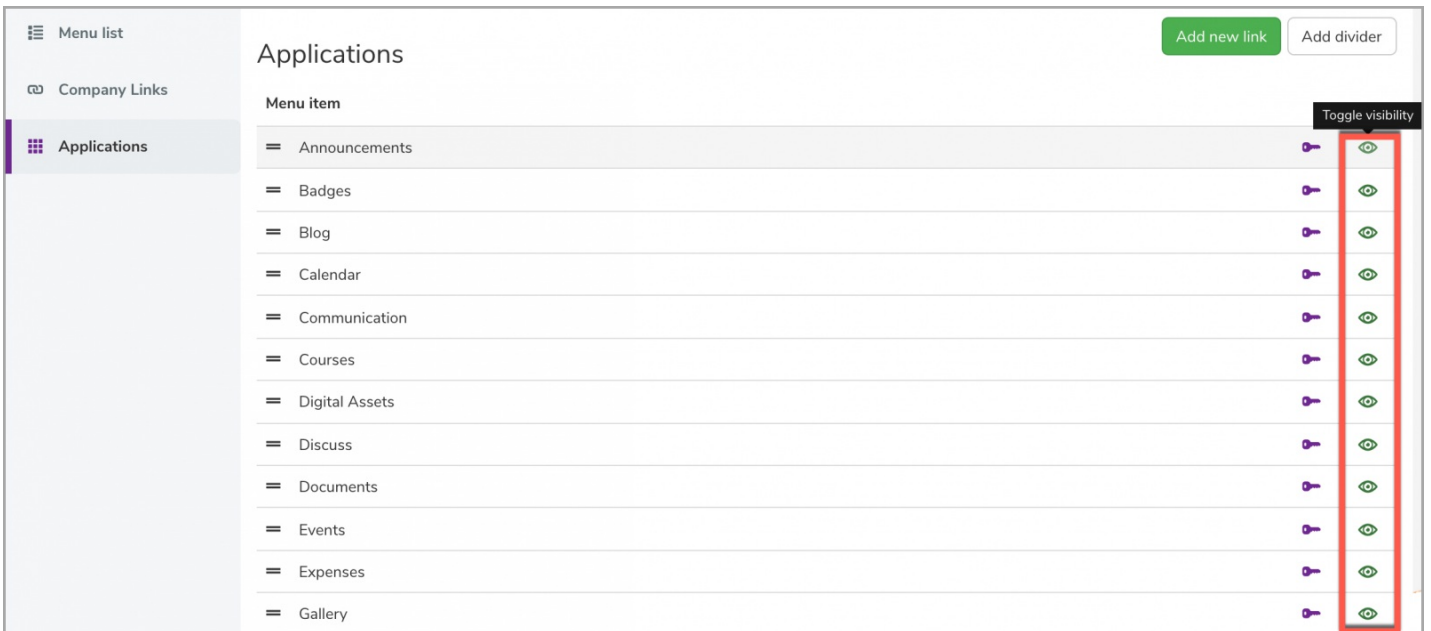 Menu list
Company Links
Applications
Applications
Add new link
Add divider
Menu item
Toggle visibility
Announcements
Badges
Blog
Calendar
Communication
Courses
Digital Assets
Discuss
Documents
Events
Expenses
Gallery